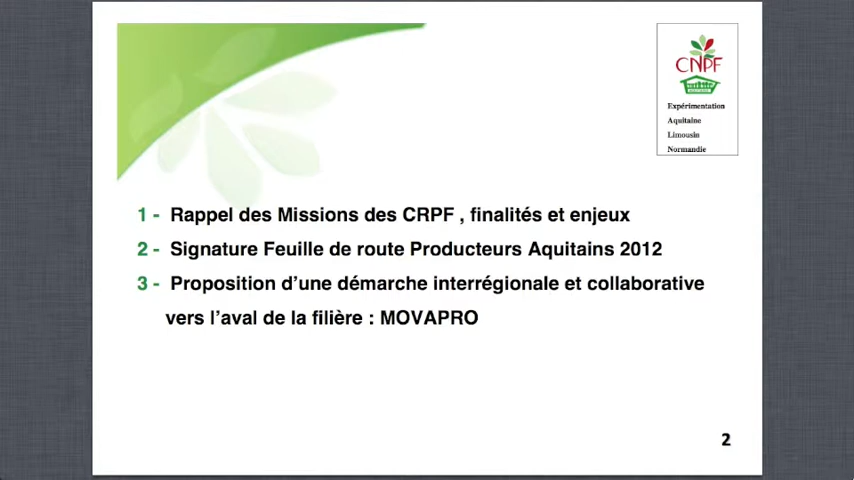 CNPF
Expérimentation
Aquitaine
Limousin
Normandie
1 - Rappel des Missions des CRPF , finalités et enjeux
2 - Signature Feuille de route Producteurs Aquitains 2012
3 - Proposition d’une démarche interrégionale et collaborative
vers l’aval de la filière : MOVAPRO
2